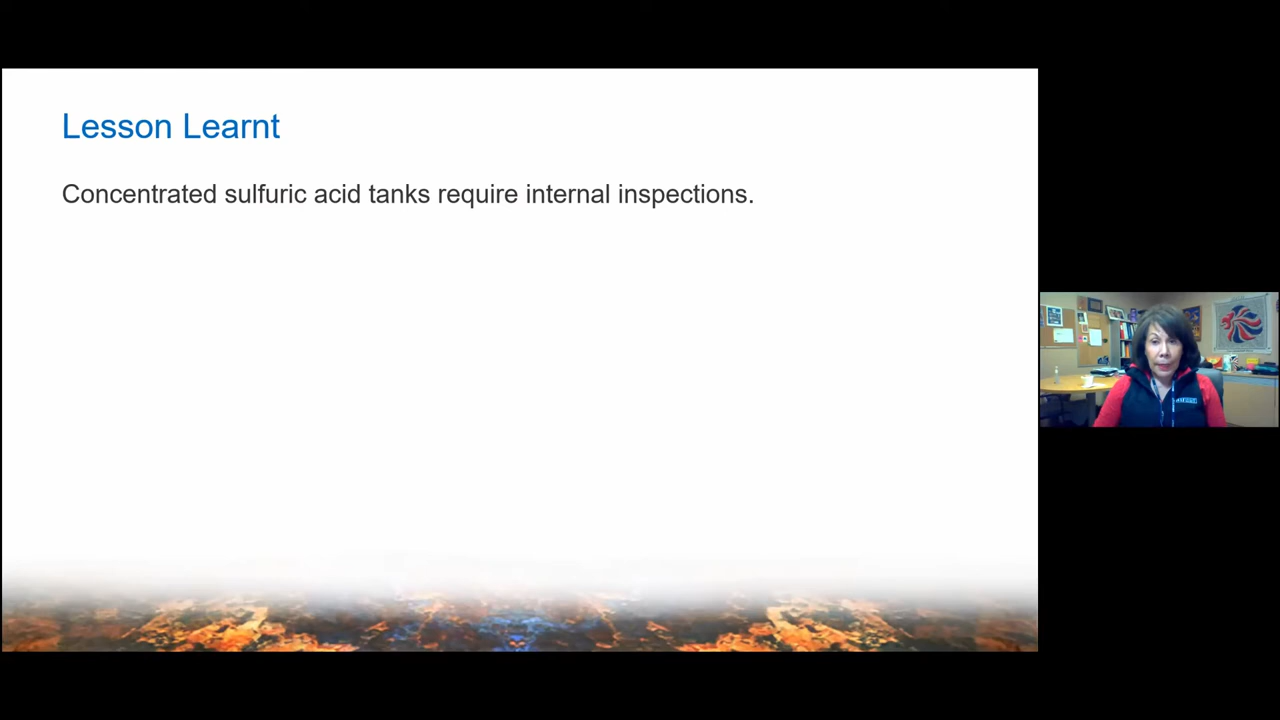 Lesson Learnt
Concentrated sulfuric acid tanks require internal inspections.